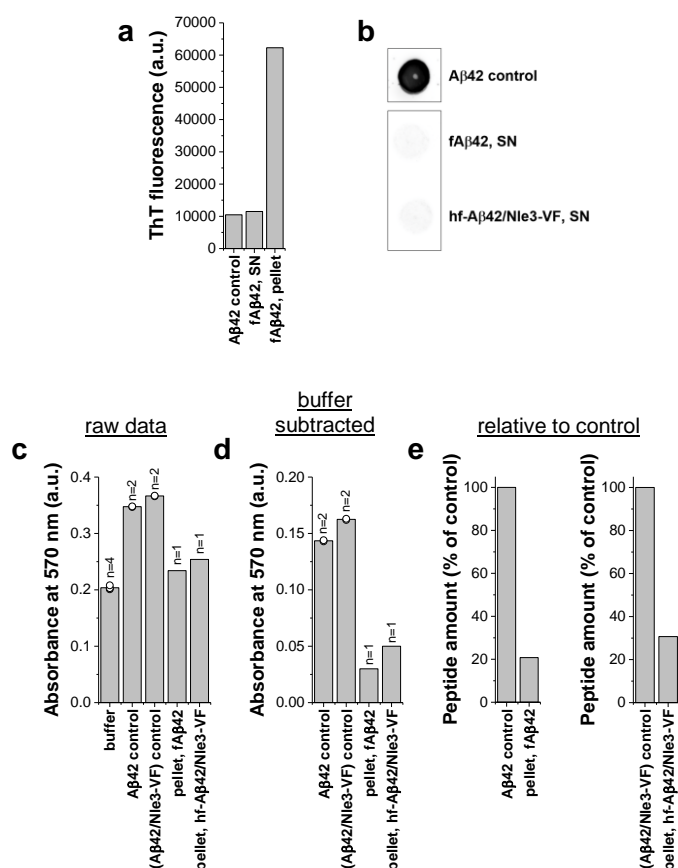 a
ThT fluorescence (a.u.)
70000
60000
50000
40000
30000
20000
10000
0
Aβ42 control
fAβ42, SN
fAβ42, pellet
b
Aβ42 control
fAβ42, SN
hf-Aβ42/Nle3-VF, SN
c
raw data
Absorbance at 570 nm (a.u.)
0.4
0.3
0.2
0.1
0.0
n=4
n=2
n=2
n=1
n=1
buffer
Aβ42 control
(Aβ42/Nle3-VF) control
pellet, fAβ42
pellet, hf-Aβ42/Nle3-VF
d
buffer
subtracted
Absorbance at 570 nm (a.u.)
0.20
0.15
0.10
0.05
0.00
n=2
n=2
n=1
n=1
Aβ42 control
(Aβ42/Nle3-VF) control
pellet, fAβ42
pellet, hf-Aβ42/Nle3-VF
e
relative to control
Peptide amount (% of control)
100
80
60
40
20
0
Aβ42 control
pellet, fAβ42
Peptide amount (% of control)
100
80
60
40
20
0
(Aβ42/Nle3-VF) control
pellet, hf-Aβ42/Nle3-VF